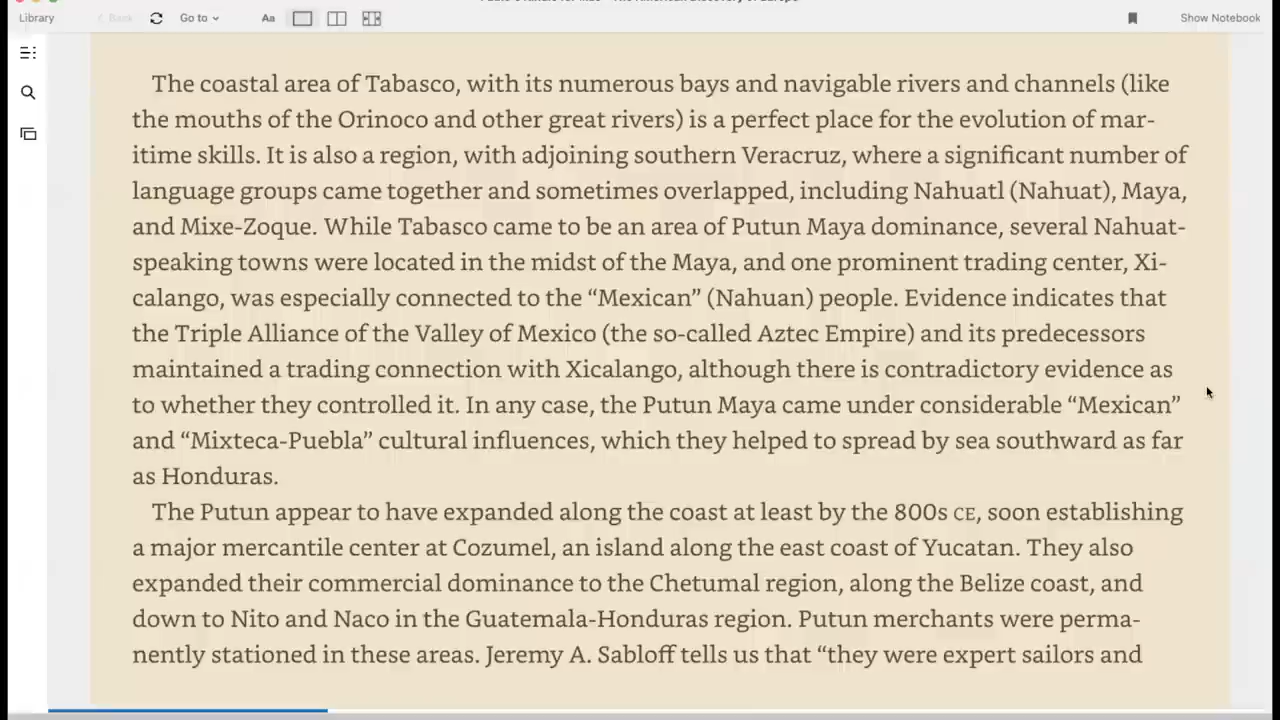 Library
Back
Go to
Aa
Show Notebook
The coastal area of Tabasco, with its numerous bays and navigable rivers and channels (like
the mouths of the Orinoco and other great rivers) is a perfect place for the evolution of mar-
itime skills. It is also a region, with adjoining southern Veracruz, where a significant number of
language groups came together and sometimes overlapped, including Nahuatl (Nahuat), Maya,
and Mixe-Zoque. While Tabasco came to be an area of Putun Maya dominance, several Nahuat-
speaking towns were located in the midst of the Maya, and one prominent trading center, Xi-
calango, was especially connected to the “Mexican” (Nahuan) people. Evidence indicates that
the Triple Alliance of the Valley of Mexico (the so-called Aztec Empire) and its predecessors
maintained a trading connection with Xicalango, although there is contradictory evidence as
to whether they controlled it. In any case, the Putun Maya came under considerable “Mexican”
and “Mixteca-Puebla” cultural influences, which they helped to spread by sea southward as far
as Honduras.
The Putun appear to have expanded along the coast at least by the 800s CE, soon establishing
a major mercantile center at Cozumel, an island along the east coast of Yucatan. They also
expanded their commercial dominance to the Chetumal region, along the Belize coast, and
down to Nito and Naco in the Guatemala-Honduras region. Putun merchants were perma-
nently stationed in these areas. Jeremy A. Sabloff tells us that “they were expert sailors and